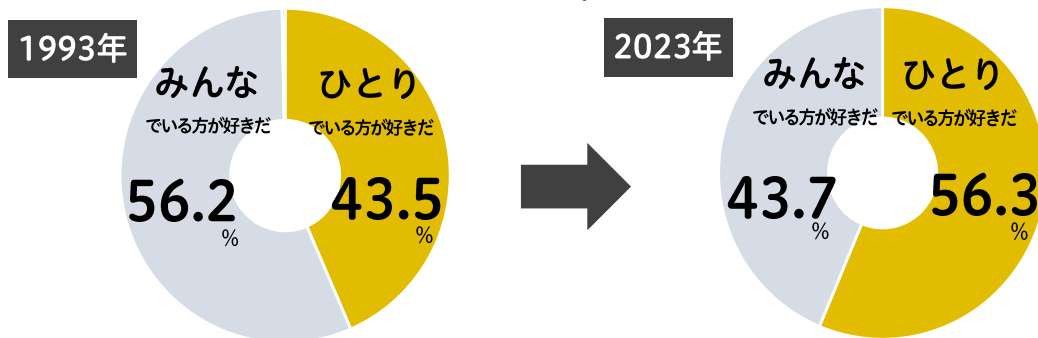 1993年
みんな
でいる方が好きだ
56.2
%
ひとり
でいる方が好きだ
43.5
%
2023年
みんな
でいる方が好きだ
43.7
%
ひとり
でいる方が好きだ
56.3
%